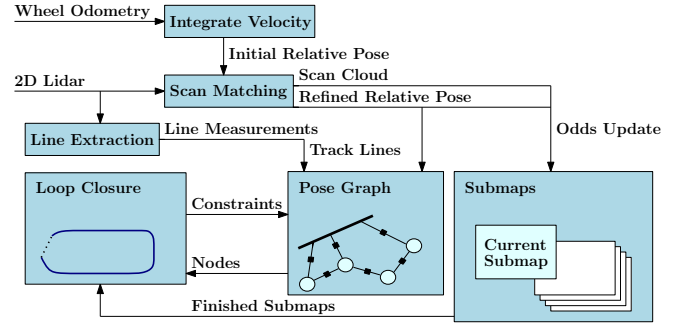 Wheel Odometry
Integrate Velocity
Initial Relative Pose
2D Lidar
Scan Matching
Scan Cloud
Refined Relative Pose
Line Extraction
Line Measurements
Track Lines
Odds Update
Loop Closure
Constraints
Nodes
Pose Graph
Submaps
Current
Submap
Finished Submaps